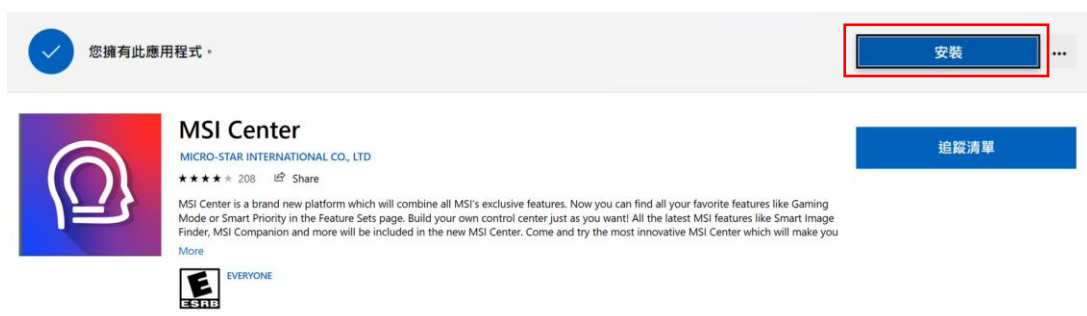 您擁有此應用程式。
安裝
...
MSI Center
MICRO-STAR INTERNATIONAL CO., LTD
追蹤清單
208 Share
MSI Center is a brand new platform which will combine all MSI's exclusive features. Now you can find all your favorite features like Gaming
Mode or Smart Priority in the Feature Sets page. Build your own control center just as you want! All the latest MSI features like Smart Image
Finder, MSI Companion and more will be included in the new MSI Center. Come and try the most innovative MSI Center which will make you
More
E
ESRB
EVERYONE